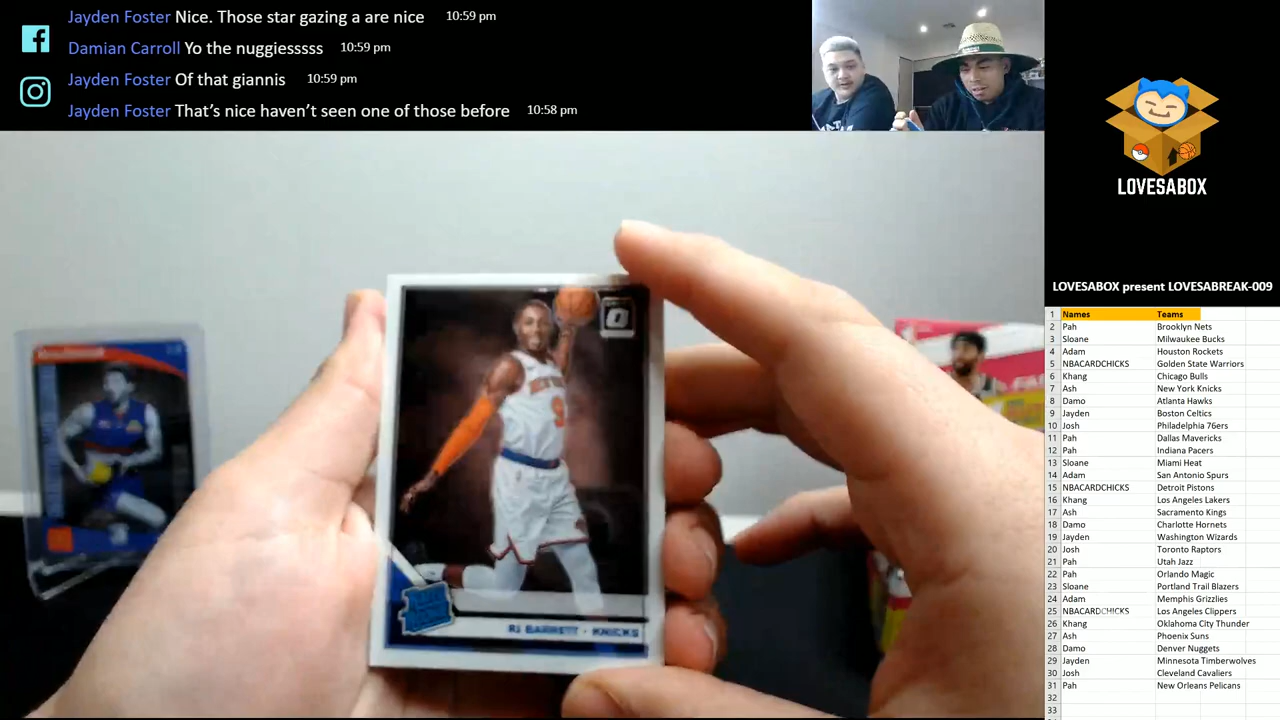 Jayden Foster Nice. Those star gazing a are nice 10:59 pm
Damian Carroll Yo the nuggiesssss 10:59 pm
Jayden Foster Of that giannis 10:59 pm
Jayden Foster That's nice haven't seen one of those before 10:58 pm
LOVESABOX
LOVESABOX present LOVESABREAK-009
1 Names Teams
2 Pah Brooklyn Nets
3 Sloane Milwaukee Bucks
4 Adam Houston Rockets
5 NBACARDCHICKS Golden State Warriors
6 Khang Chicago Bulls
7 Ash New York Knicks
8 Damo Atlanta Hawks
9 Jayden Boston Celtics
10 Josh Philadelphia 76ers
11 Pah Dallas Mavericks
12 Pah Indiana Pacers
13 Sloane Miami Heat
14 Adam San Antonio Spurs
15 NBACARDCHICKS Detroit Pistons
16 Khang Los Angeles Lakers
17 Ash Sacramento Kings
18 Damo Charlotte Hornets
19 Jayden Washington Wizards
20 Josh Toronto Raptors
21 Pah Utah Jazz
22 Pah Orlando Magic
23 Sloane Portland Trail Blazers
24 Adam Memphis Grizzlies
25 NBACARDCHICKS Los Angeles Clippers
26 Khang Oklahoma City Thunder
27 Ash Phoenix Suns
28 Damo Denver Nuggets
29 Jayden Minnesota Timberwolves
30 Josh Cleveland Cavaliers
31 Pah New Orleans Pelicans
32
33
RJ BARRETT • KNICKS